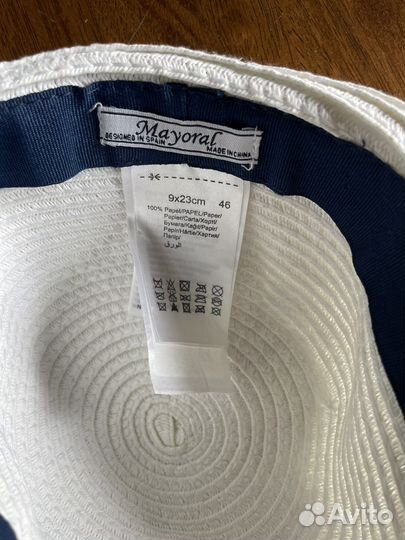 Mayoral
DESIGNED IN SPAIN
MADE IN CHINA
9x23cm 46
100% Papel/PAPEL/Paper/
Papier/Carta/Χαρτί/
Бумага/Kağıt/Papir/
Papír/Hârtie/Хартия/
Папір/
الورق
Avito